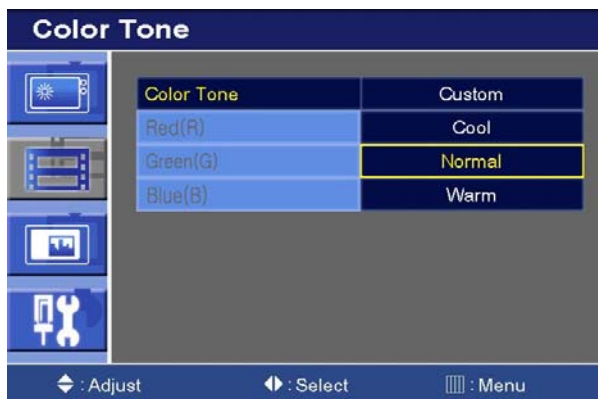 Color Tone
Color Tone Custom
Red(R) Cool
Green(G) Normal
Blue(B) Warm
: Adjust : Select : Menu